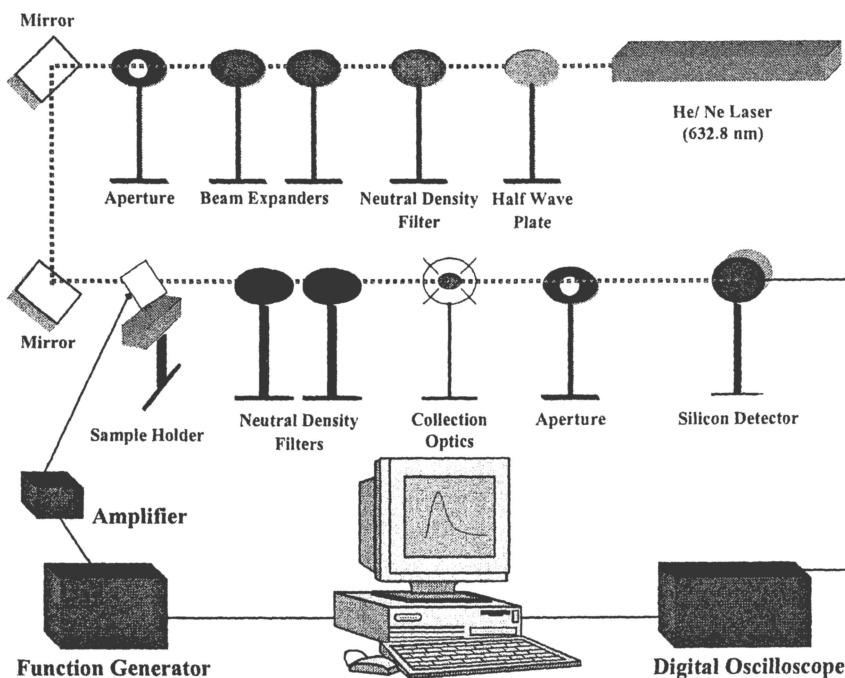 Mirror
He/ Ne Laser
(632.8 nm)
Aperture
Beam Expanders
Neutral Density
Filter
Half Wave
Plate
Mirror
Sample Holder
Neutral Density
Filters
Collection
Optics
Aperture
Silicon Detector
Amplifier
Function Generator
Digital Oscilloscope